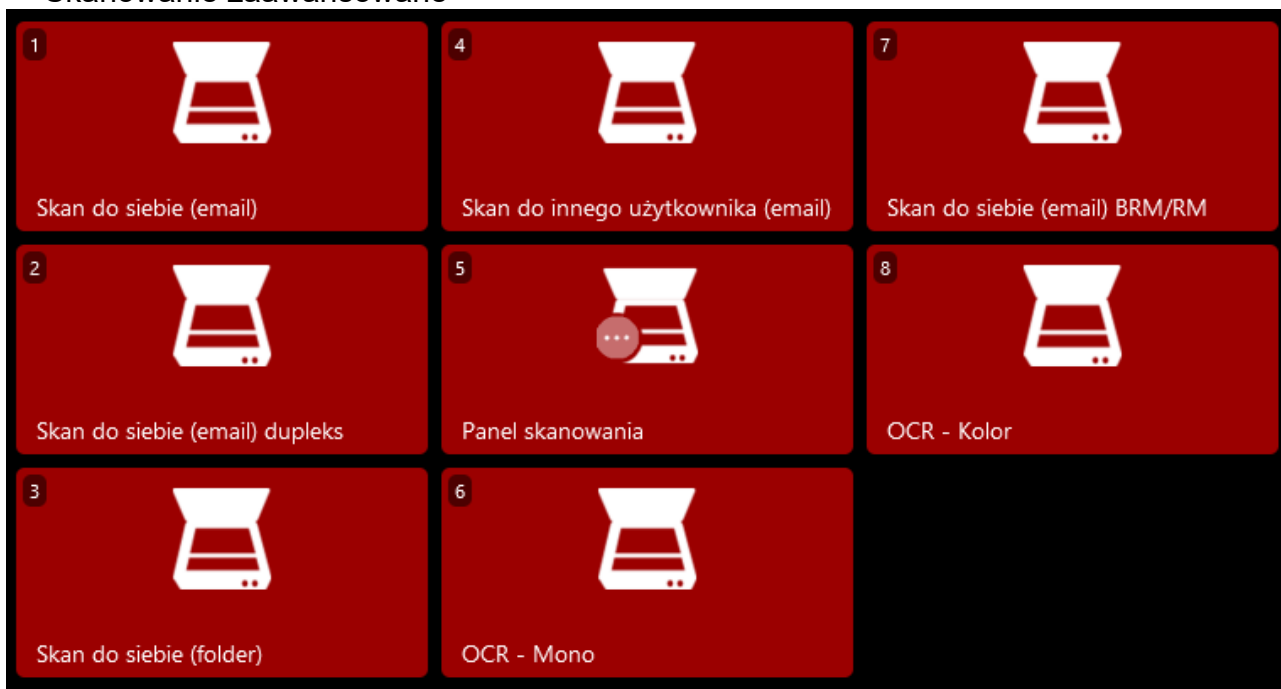 Skanowanie zaawansowane
1
Skan do siebie (email)
4
Skan do innego użytkownika (email)
7
Skan do siebie (email) BRM/RM
2
Skan do siebie (email) dupleks
5
Panel skanowania
8
OCR - Kolor
3
Skan do siebie (folder)
6
OCR - Mono